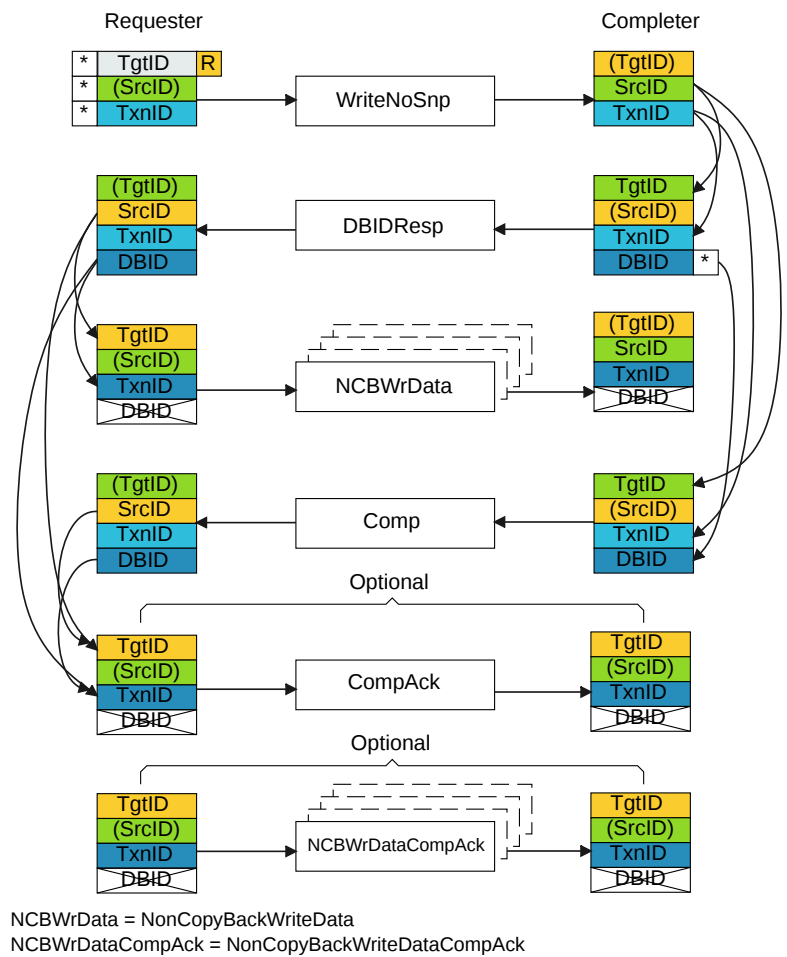 Requester
Completer
* TgtID R
* (SrcID)
* TxnID
WriteNoSnp
(TgtID)
SrcID
TxnID
(TgtID)
SrcID
TxnID
DBID
DBIDResp
TgtID
(SrcID)
TxnID
DBID *
TgtID
(SrcID)
TxnID
DBID
NCBWrData
(TgtID)
SrcID
TxnID
DBID
(TgtID)
SrcID
TxnID
DBID
Comp
TgtID
(SrcID)
TxnID
DBID
Optional
TgtID
(SrcID)
TxnID
DBID
CompAck
TgtID
(SrcID)
TxnID
DBID
Optional
TgtID
(SrcID)
TxnID
DBID
NCBWrDataCompAck
TgtID
(SrcID)
TxnID
DBID
NCBWrData = NonCopyBackWriteData
NCBWrDataCompAck = NonCopyBackWriteDataCompAck